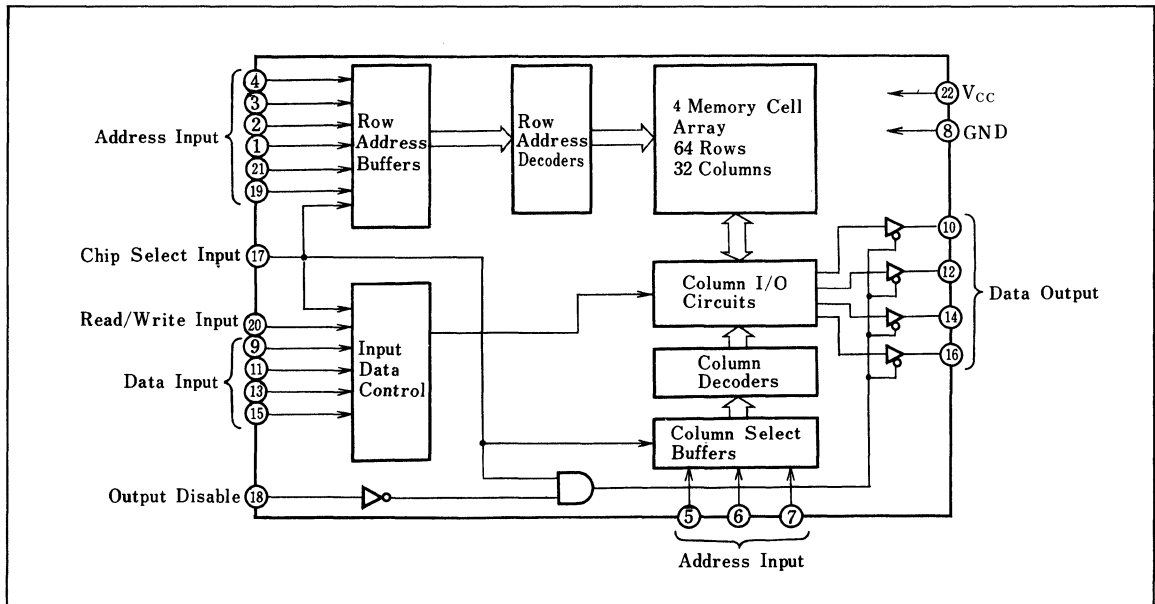 4
3
2
1
21
19
Address Input
Row
Address
Buffers
Row
Address
Decoders
4 Memory Cell
Array
64 Rows
32 Columns
22 VCC
8 GND
Chip Select Input 17
Read/Write Input 20
Data Input
9
11
13
15
Input
Data
Control
Column I/O
Circuits
Column
Decoders
Column Select
Buffers
10
12
14
16
Data Output
Output Disable 18
5 6 7
Address Input